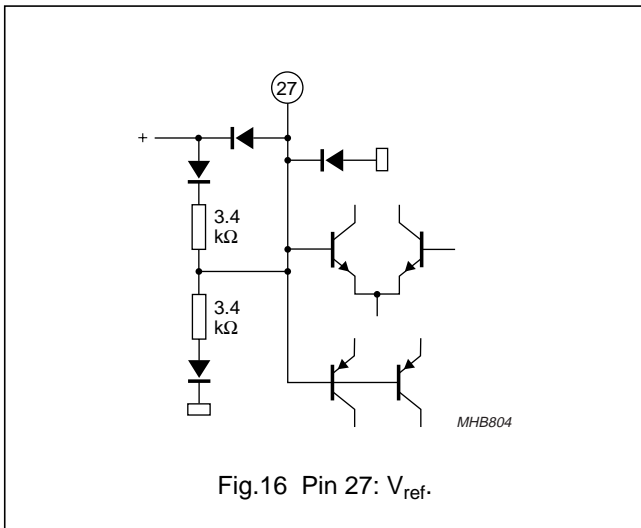 27
+
3.4
kΩ
3.4
kΩ
MHB804
Fig.16 Pin 27: Vref.